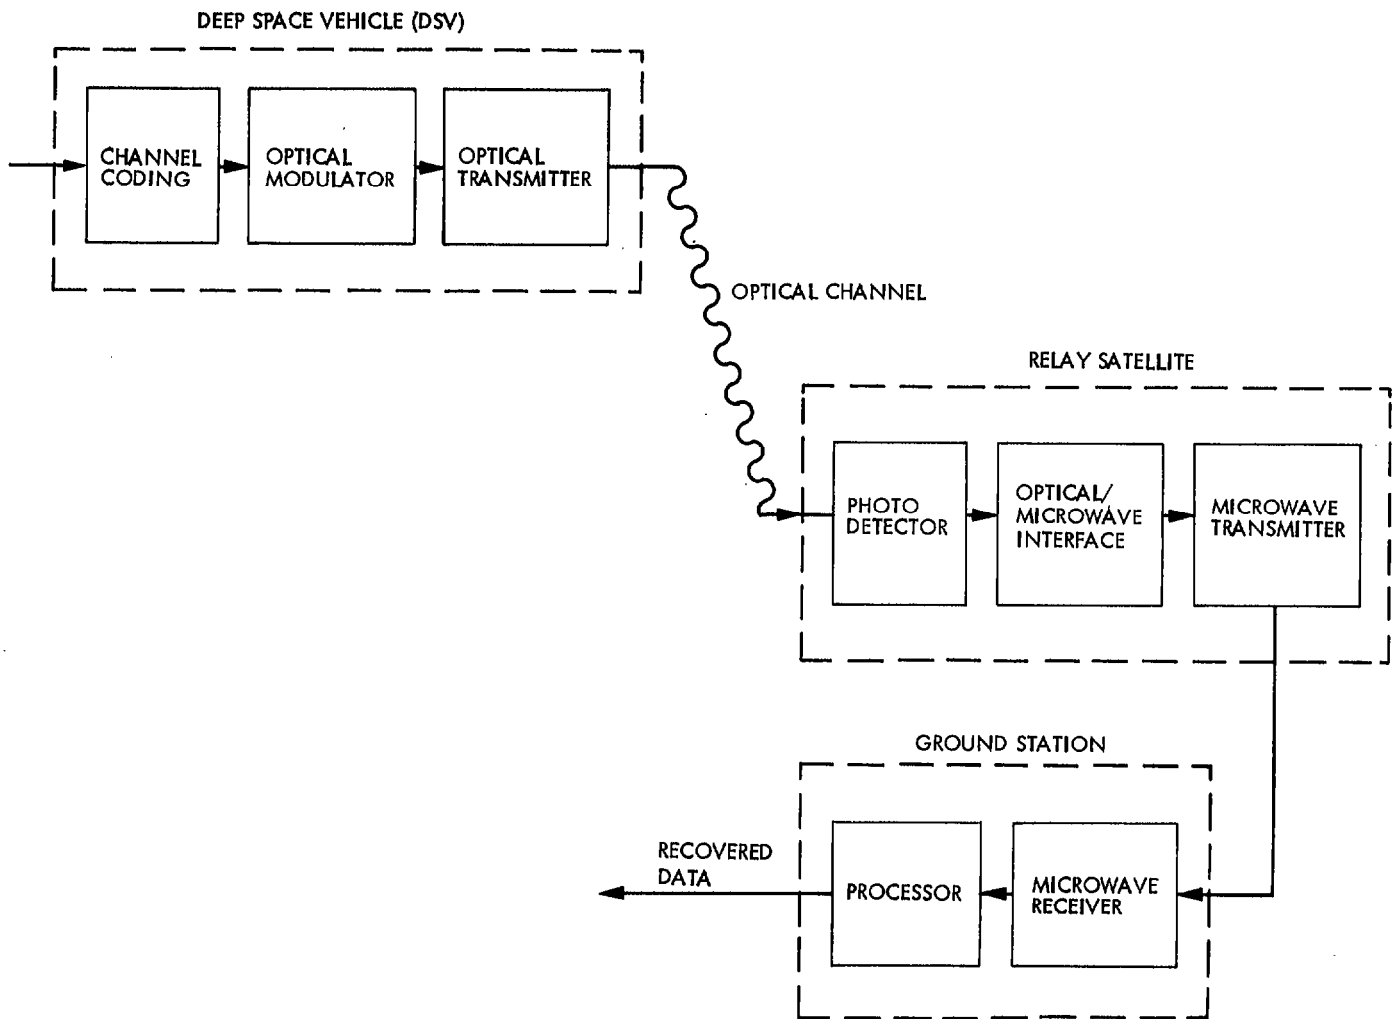 DEEP SPACE VEHICLE (DSV)
CHANNEL
CODING
OPTICAL
MODULATOR
OPTICAL
TRANSMITTER
OPTICAL CHANNEL
RELAY SATELLITE
PHOTO
DETECTOR
OPTICAL/
MICROWAVE
INTERFACE
MICROWAVE
TRANSMITTER
GROUND STATION
RECOVERED
DATA
PROCESSOR
MICROWAVE
RECEIVER